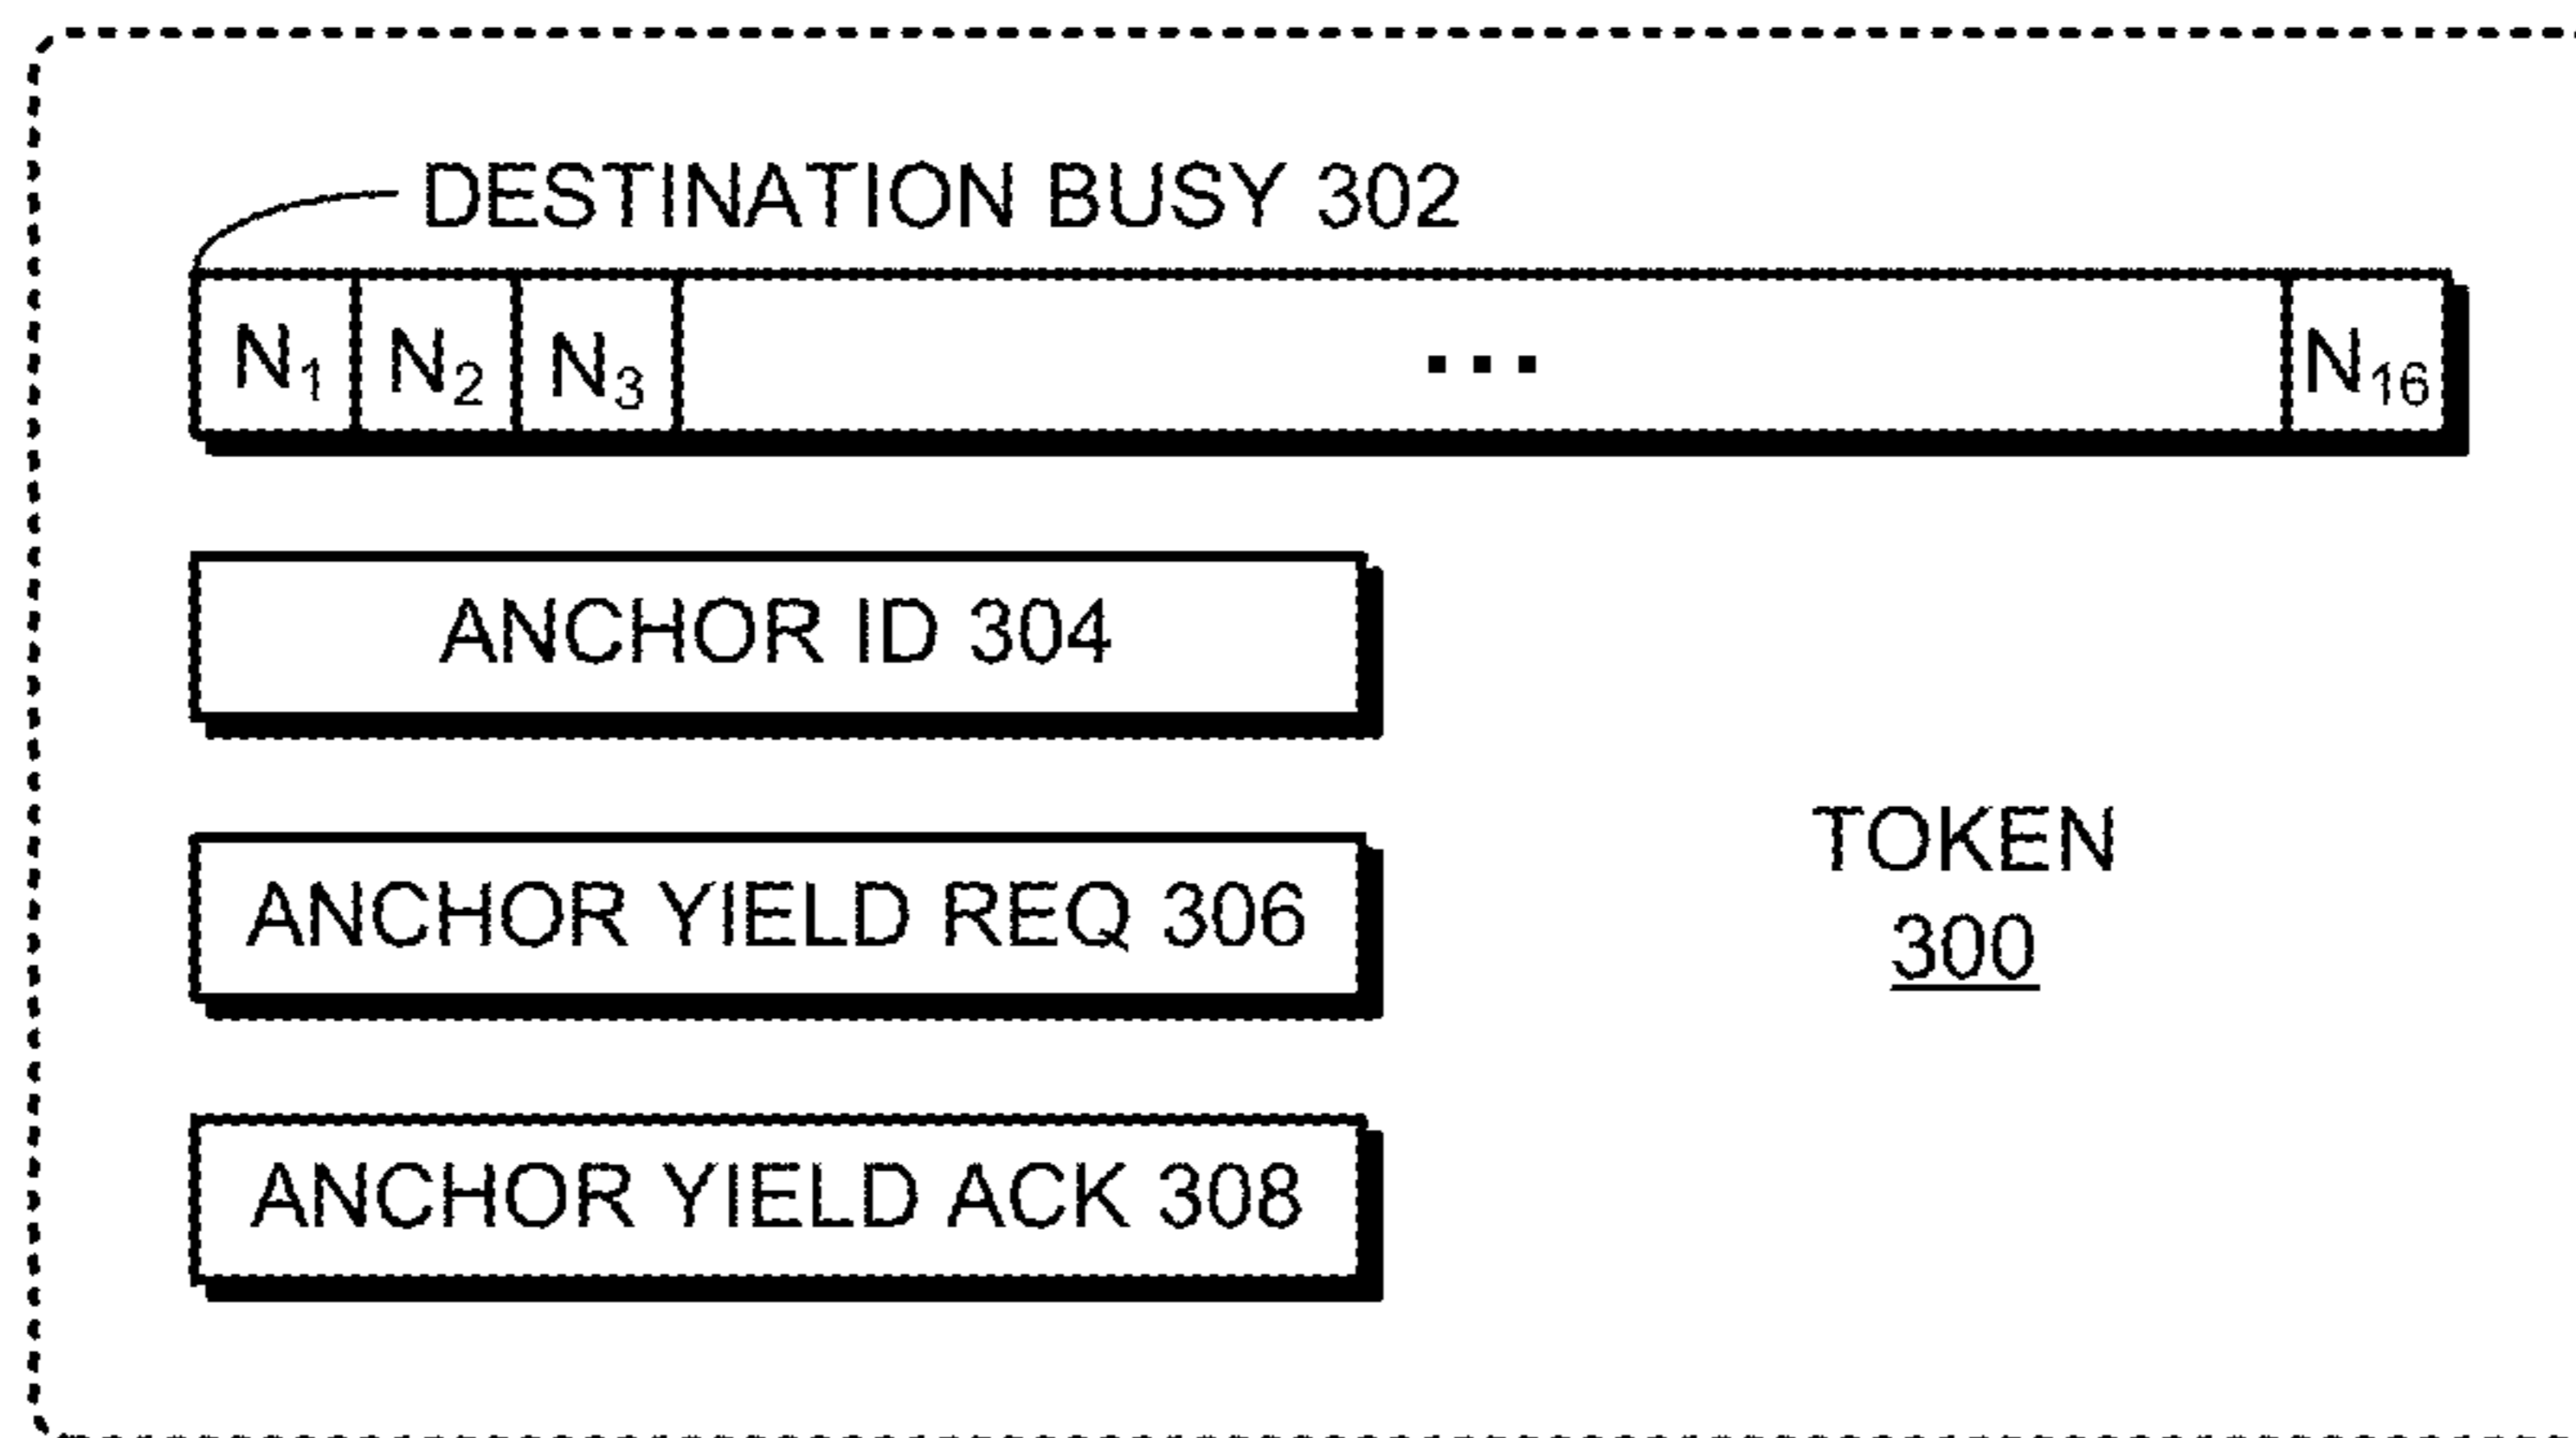 DESTINATION BUSY 302
N₁ N₂ N₃ ... N₁₆
ANCHOR ID 304
ANCHOR YIELD REQ 306
TOKEN
300
ANCHOR YIELD ACK 308